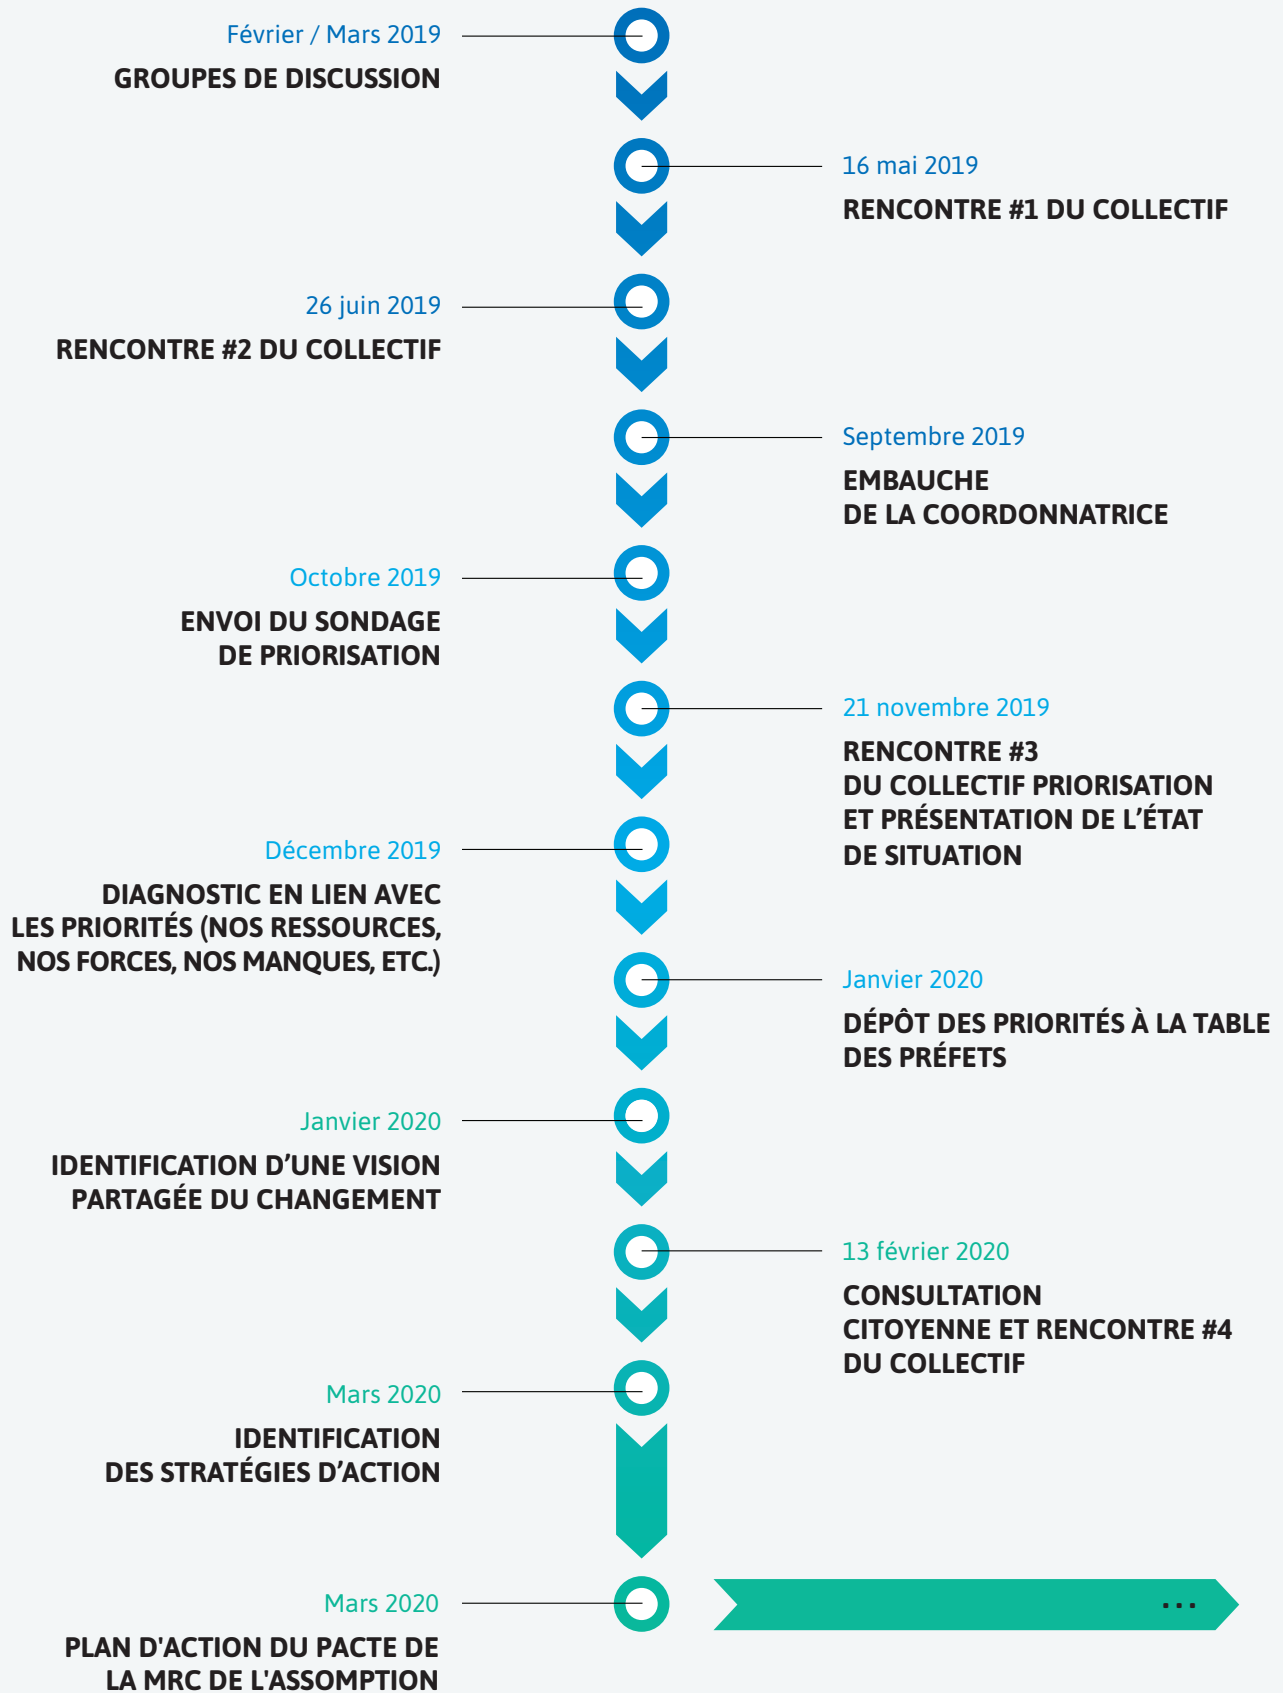 Février / Mars 2019
GROUPES DE DISCUSSION
16 mai 2019
RENCONTRE #1 DU COLLECTIF
26 juin 2019
RENCONTRE #2 DU COLLECTIF
Septembre 2019
EMBAUCHE
DE LA COORDONNATRICE
Octobre 2019
ENVOI DU SONDAGE
DE PRIORISATION
21 novembre 2019
RENCONTRE #3
DU COLLECTIF PRIORISATION
ET PRÉSENTATION DE L’ÉTAT
DE SITUATION
Décembre 2019
DIAGNOSTIC EN LIEN AVEC
LES PRIORITÉS (NOS RESSOURCES,
NOS FORCES, NOS MANQUES, ETC.)
Janvier 2020
DÉPÔT DES PRIORITÉS À LA TABLE
DES PRÉFETS
Janvier 2020
IDENTIFICATION D’UNE VISION
PARTAGÉE DU CHANGEMENT
13 février 2020
CONSULTATION
CITOYENNE ET RENCONTRE #4
DU COLLECTIF
Mars 2020
IDENTIFICATION
DES STRATÉGIES D’ACTION
Mars 2020
PLAN D'ACTION DU PACTE DE
LA MRC DE L'ASSOMPTION
...